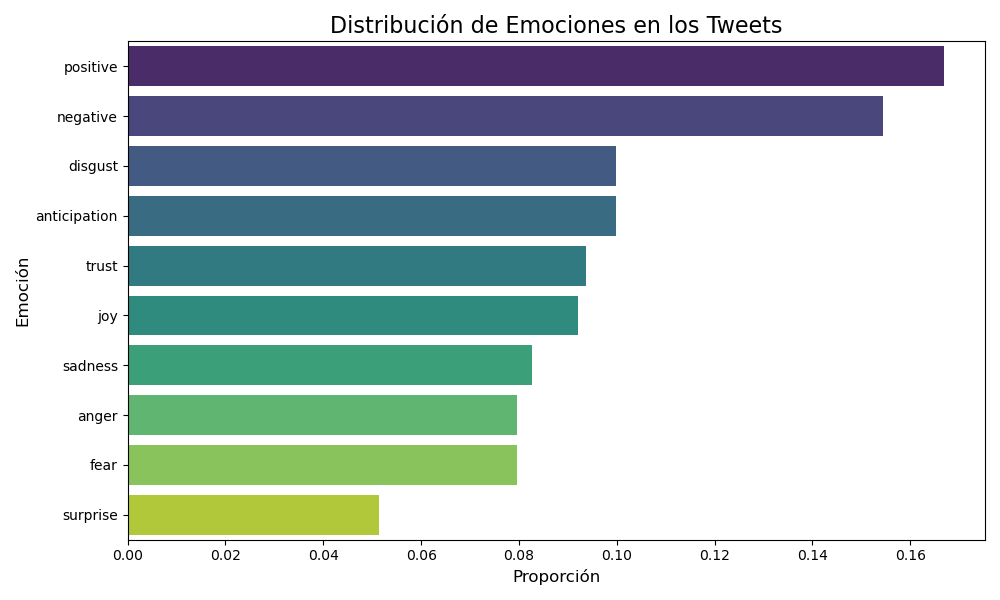 Distribución de Emociones en los Tweets
Emoción
positive
negative
disgust
anticipation
trust
joy
sadness
anger
fear
surprise
0.00 0.02 0.04 0.06 0.08 0.10 0.12 0.14 0.16
Proporción